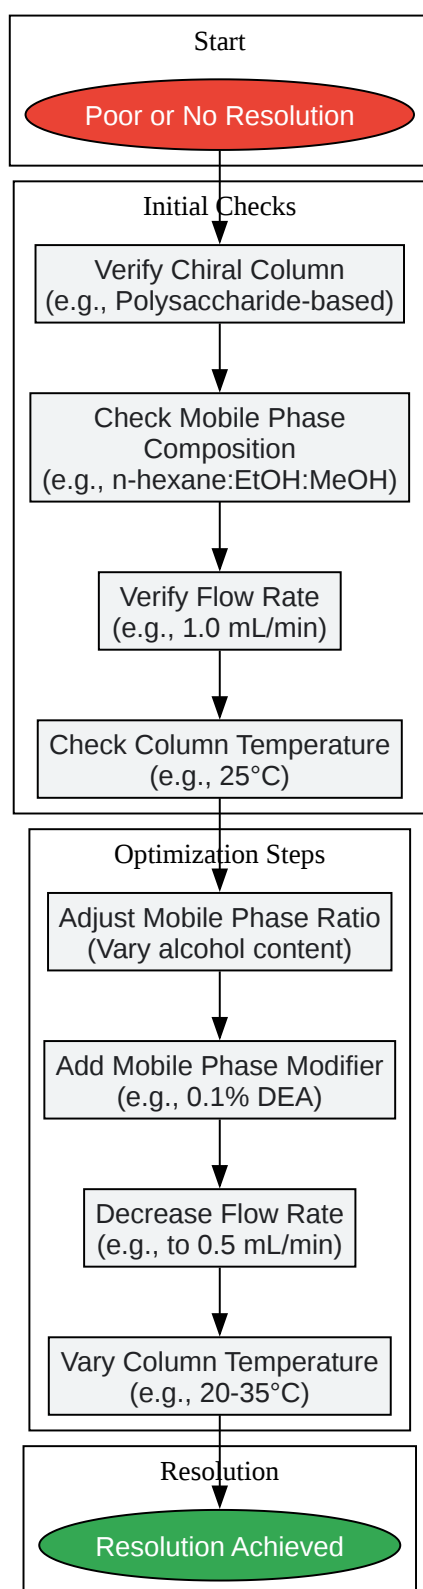 Start
Poor or No Resolution
Initial Checks
Verify Chiral Column
(e.g., Polysaccharide-based)
Check Mobile Phase
Composition
(e.g., n-hexane:EtOH:MeOH)
Verify Flow Rate
(e.g., 1.0 mL/min)
Check Column Temperature
(e.g., 25°C)
Optimization Steps
Adjust Mobile Phase Ratio
(Vary alcohol content)
Add Mobile Phase Modifier
(e.g., 0.1% DEA)
Decrease Flow Rate
(e.g., to 0.5 mL/min)
Vary Column Temperature
(e.g., 20-35°C)
Resolution
Resolution Achieved